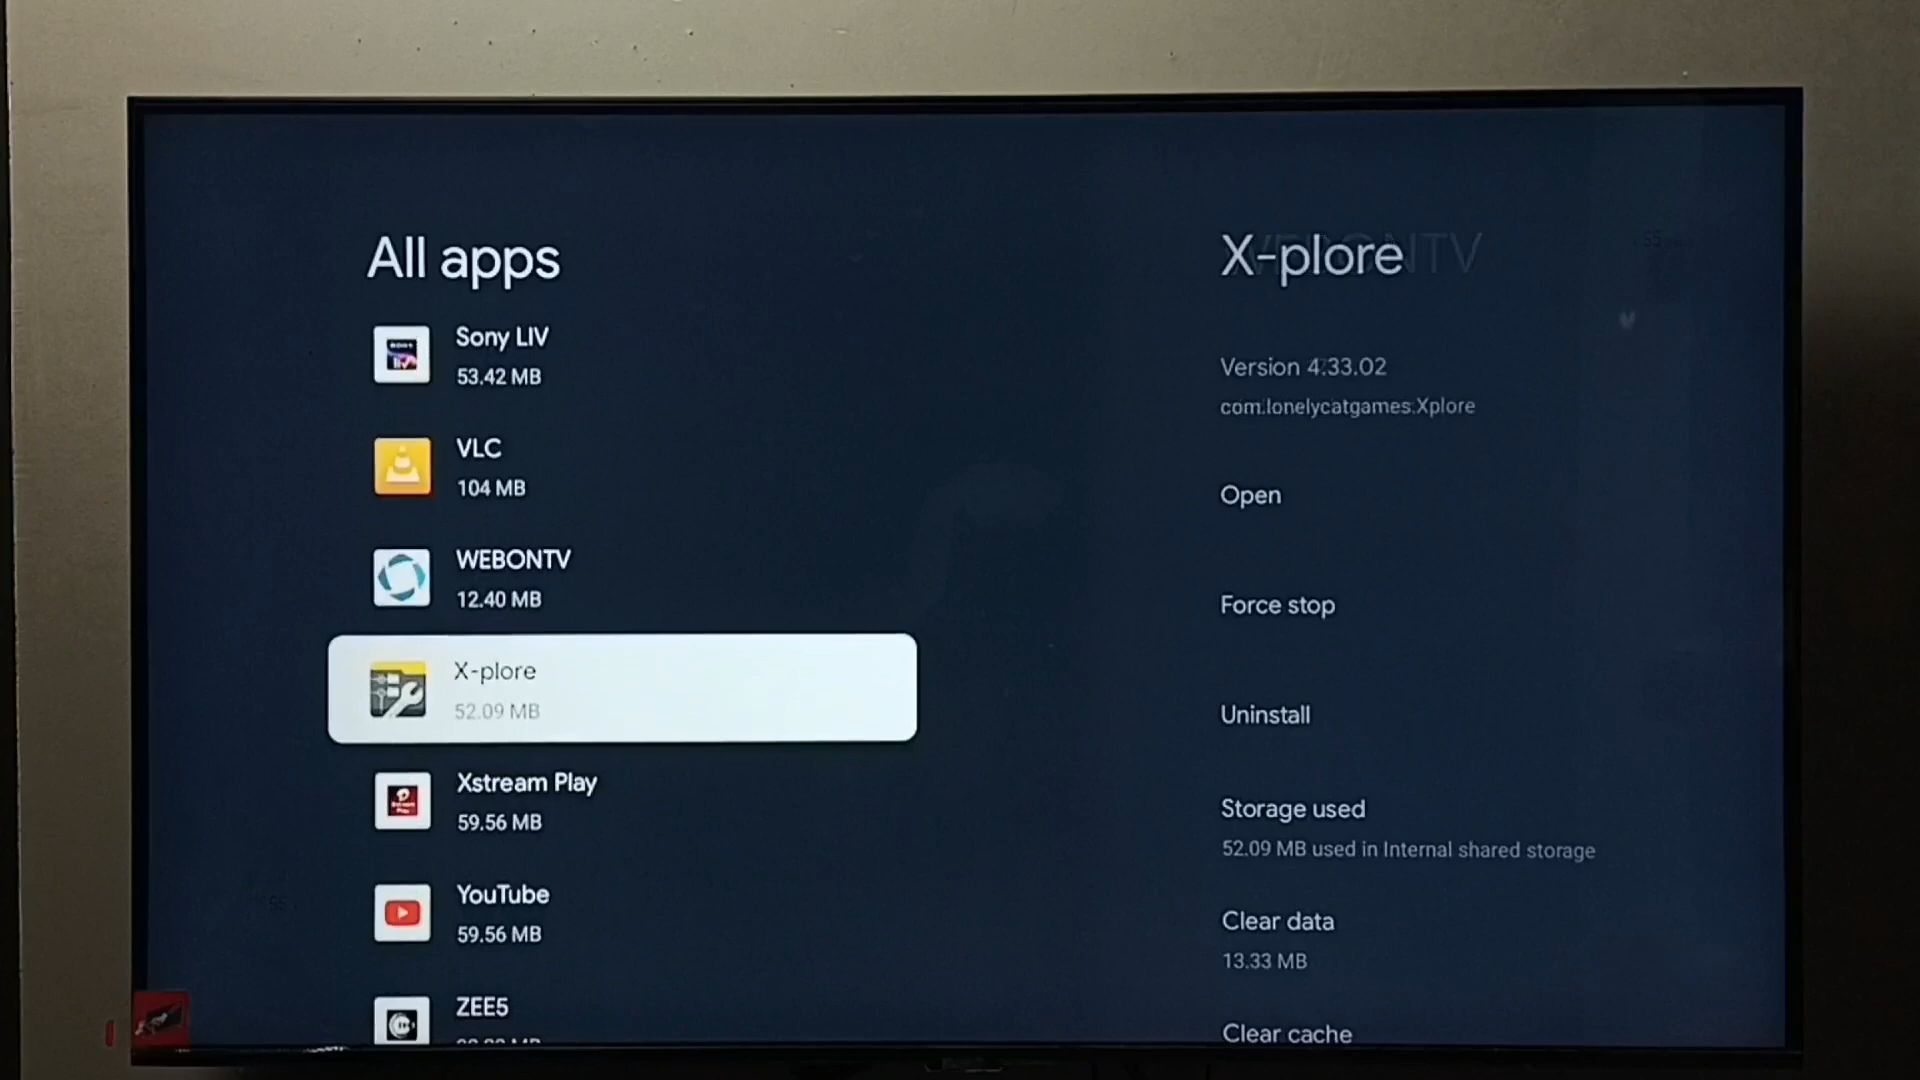 All apps
Sony LIV
53.42 MB
VLC
104 MB
WEBONTV
12.40 MB
X-plore
52.09 MB
Xstream Play
59.56 MB
YouTube
59.56 MB
ZEE5
X-plore
Version 4.33.02
com.lonelycatgames.Xplore
Open
Force stop
Uninstall
Storage used
52.09 MB used in Internal shared storage
Clear data
13.33 MB
Clear cache